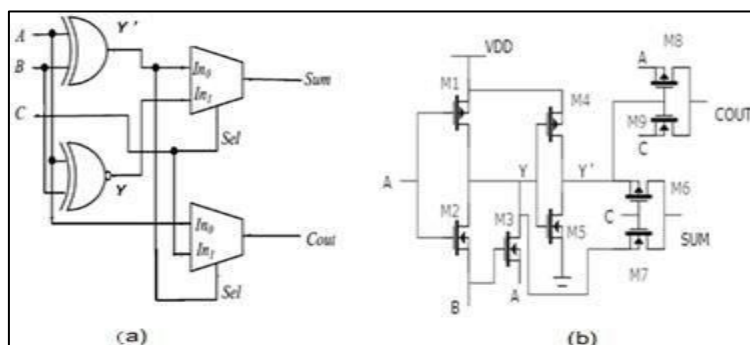 A
B
C
Y'
Y
In0
In1
Sel
Sum
In0
In1
Sel
Cout
(a)
VDD
M1
M4
A
M2
Y
Y'
M3
M5
B
A
M8
A
M9
C
COUT
M6
C
SUM
M7
(b)